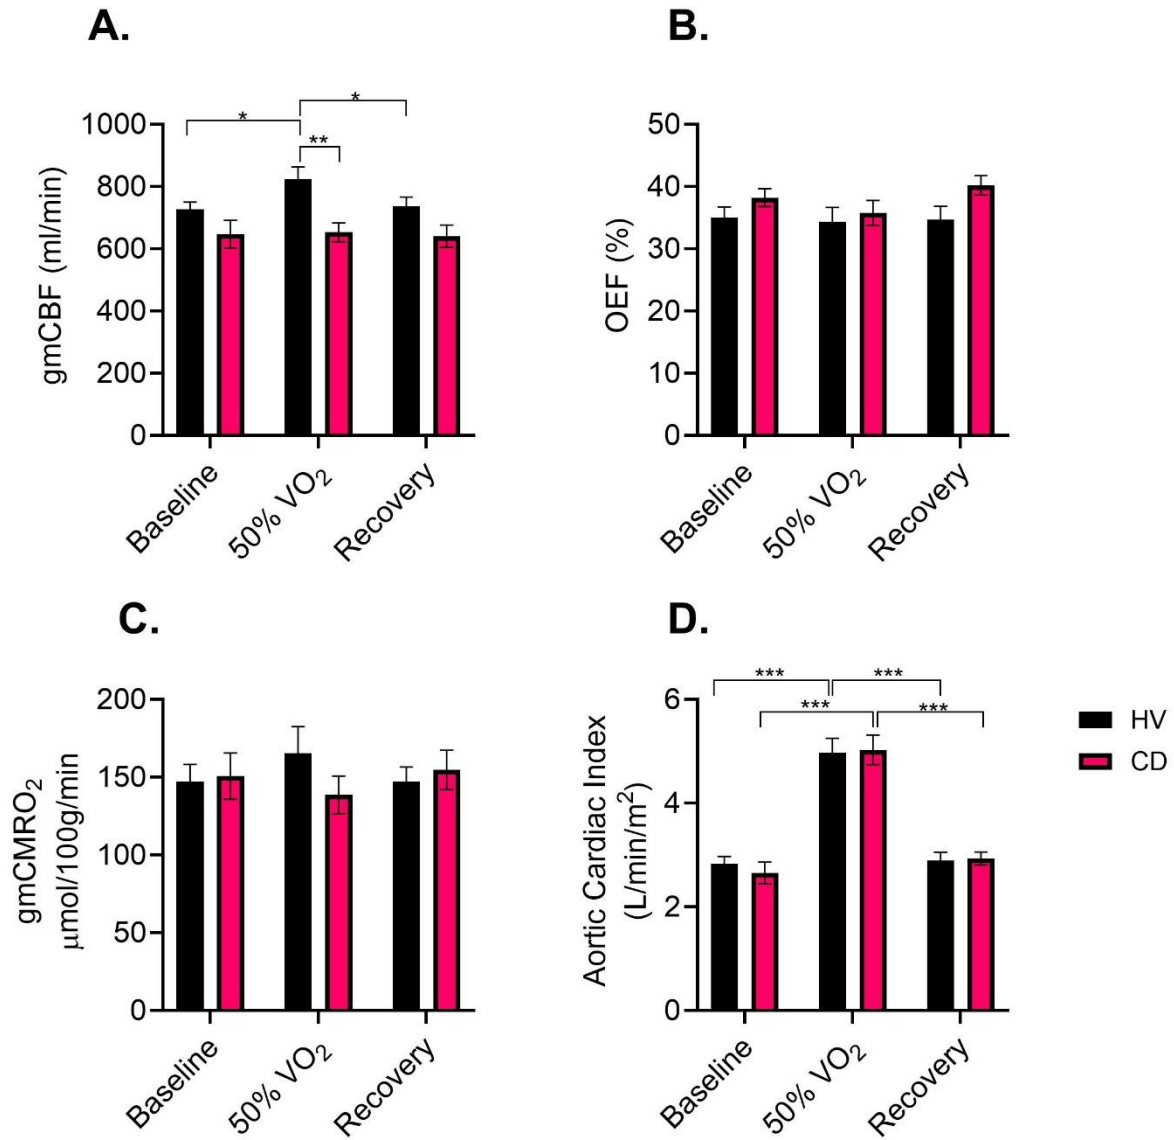 A.
gmCBF (ml/min)
1000
800
600
400
200
0
*
*
**
Baseline
50% VO₂
Recovery
B.
OEF (%)
50
40
30
20
10
0
Baseline
50% VO₂
Recovery
C.
gmCMRO₂
μmol/100g/min
200
150
100
50
0
Baseline
50% VO₂
Recovery
D.
Aortic Cardiac Index
(L/min/m²)
6
4
2
0
***
***
***
***
Baseline
50% VO₂
Recovery
HV
CD